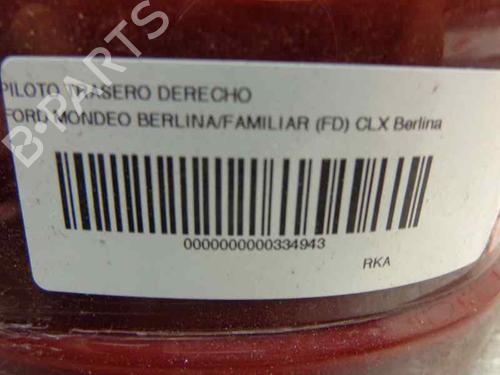 B-PARTS
PILOTO TRASERO DERECHO
FORD MONDEO BERLINA/FAMILIAR (FD) CLX Berlina
0000000000334943
RKA